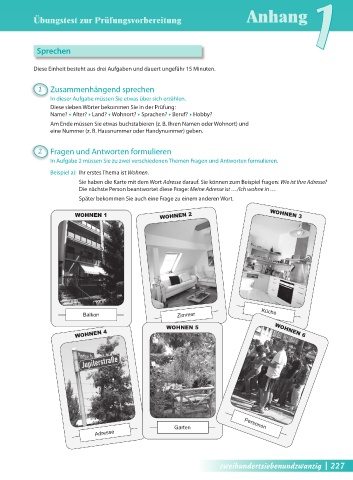 Übungstest zur Prüfungsvorbereitung
Anhang 1
Sprechen
Diese Einheit besteht aus drei Aufgaben und dauert ungefähr 15 Minuten.
1 Zusammenhängend sprechen
In dieser Aufgabe müssen Sie etwas über sich erzählen.
Diese sieben Wörter bekommen Sie in der Prüfung:
Name? • Alter? • Land? • Wohnort? • Sprachen? • Beruf? • Hobby?
Am Ende müssen Sie etwas buchstabieren (z. B. Ihren Namen oder Wohnort) und
eine Nummer (z. B. Hausnummer oder Handynummer) geben.
2 Fragen und Antworten formulieren
In Aufgabe 2 müssen Sie zu zwei verschiedenen Themen Fragen und Antworten formulieren.
Beispiel a) Ihr erstes Thema ist Wohnen.
Sie haben die Karte mit dem Wort Adresse darauf. Sie können zum Beispiel fragen: Wie ist Ihre Adresse?
Die nächste Person beantwortet diese Frage: Meine Adresse ist … /Ich wohne in …
Später bekommen Sie auch eine Frage zu einem anderen Wort.
WOHNEN 1
Balkon
WOHNEN 2
Zimmer
WOHNEN 3
Küche
WOHNEN 4
Jupiterstraße
Adresse
WOHNEN 5
Garten
WOHNEN 6
Personen
zweihundertsiebenundzwanzig | 227